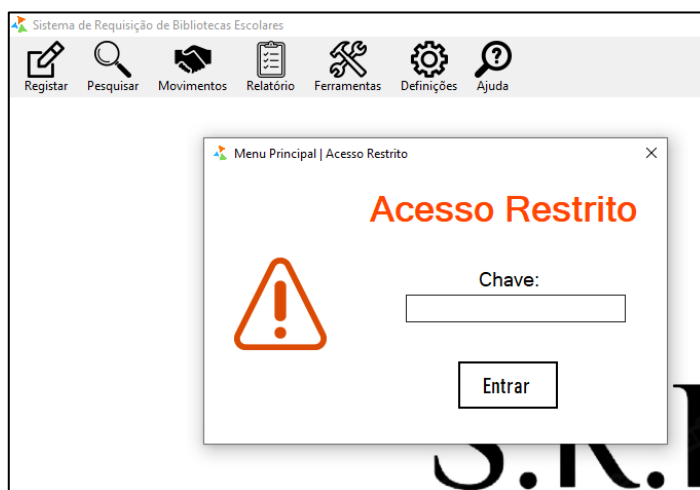 Sistema de Requisição de Bibliotecas Escolares
Registar Pesquisar Movimentos Relatório Ferramentas Definições Ajuda
Menu Principal | Acesso Restrito
Acesso Restrito
Chave:
Entrar
S.R.